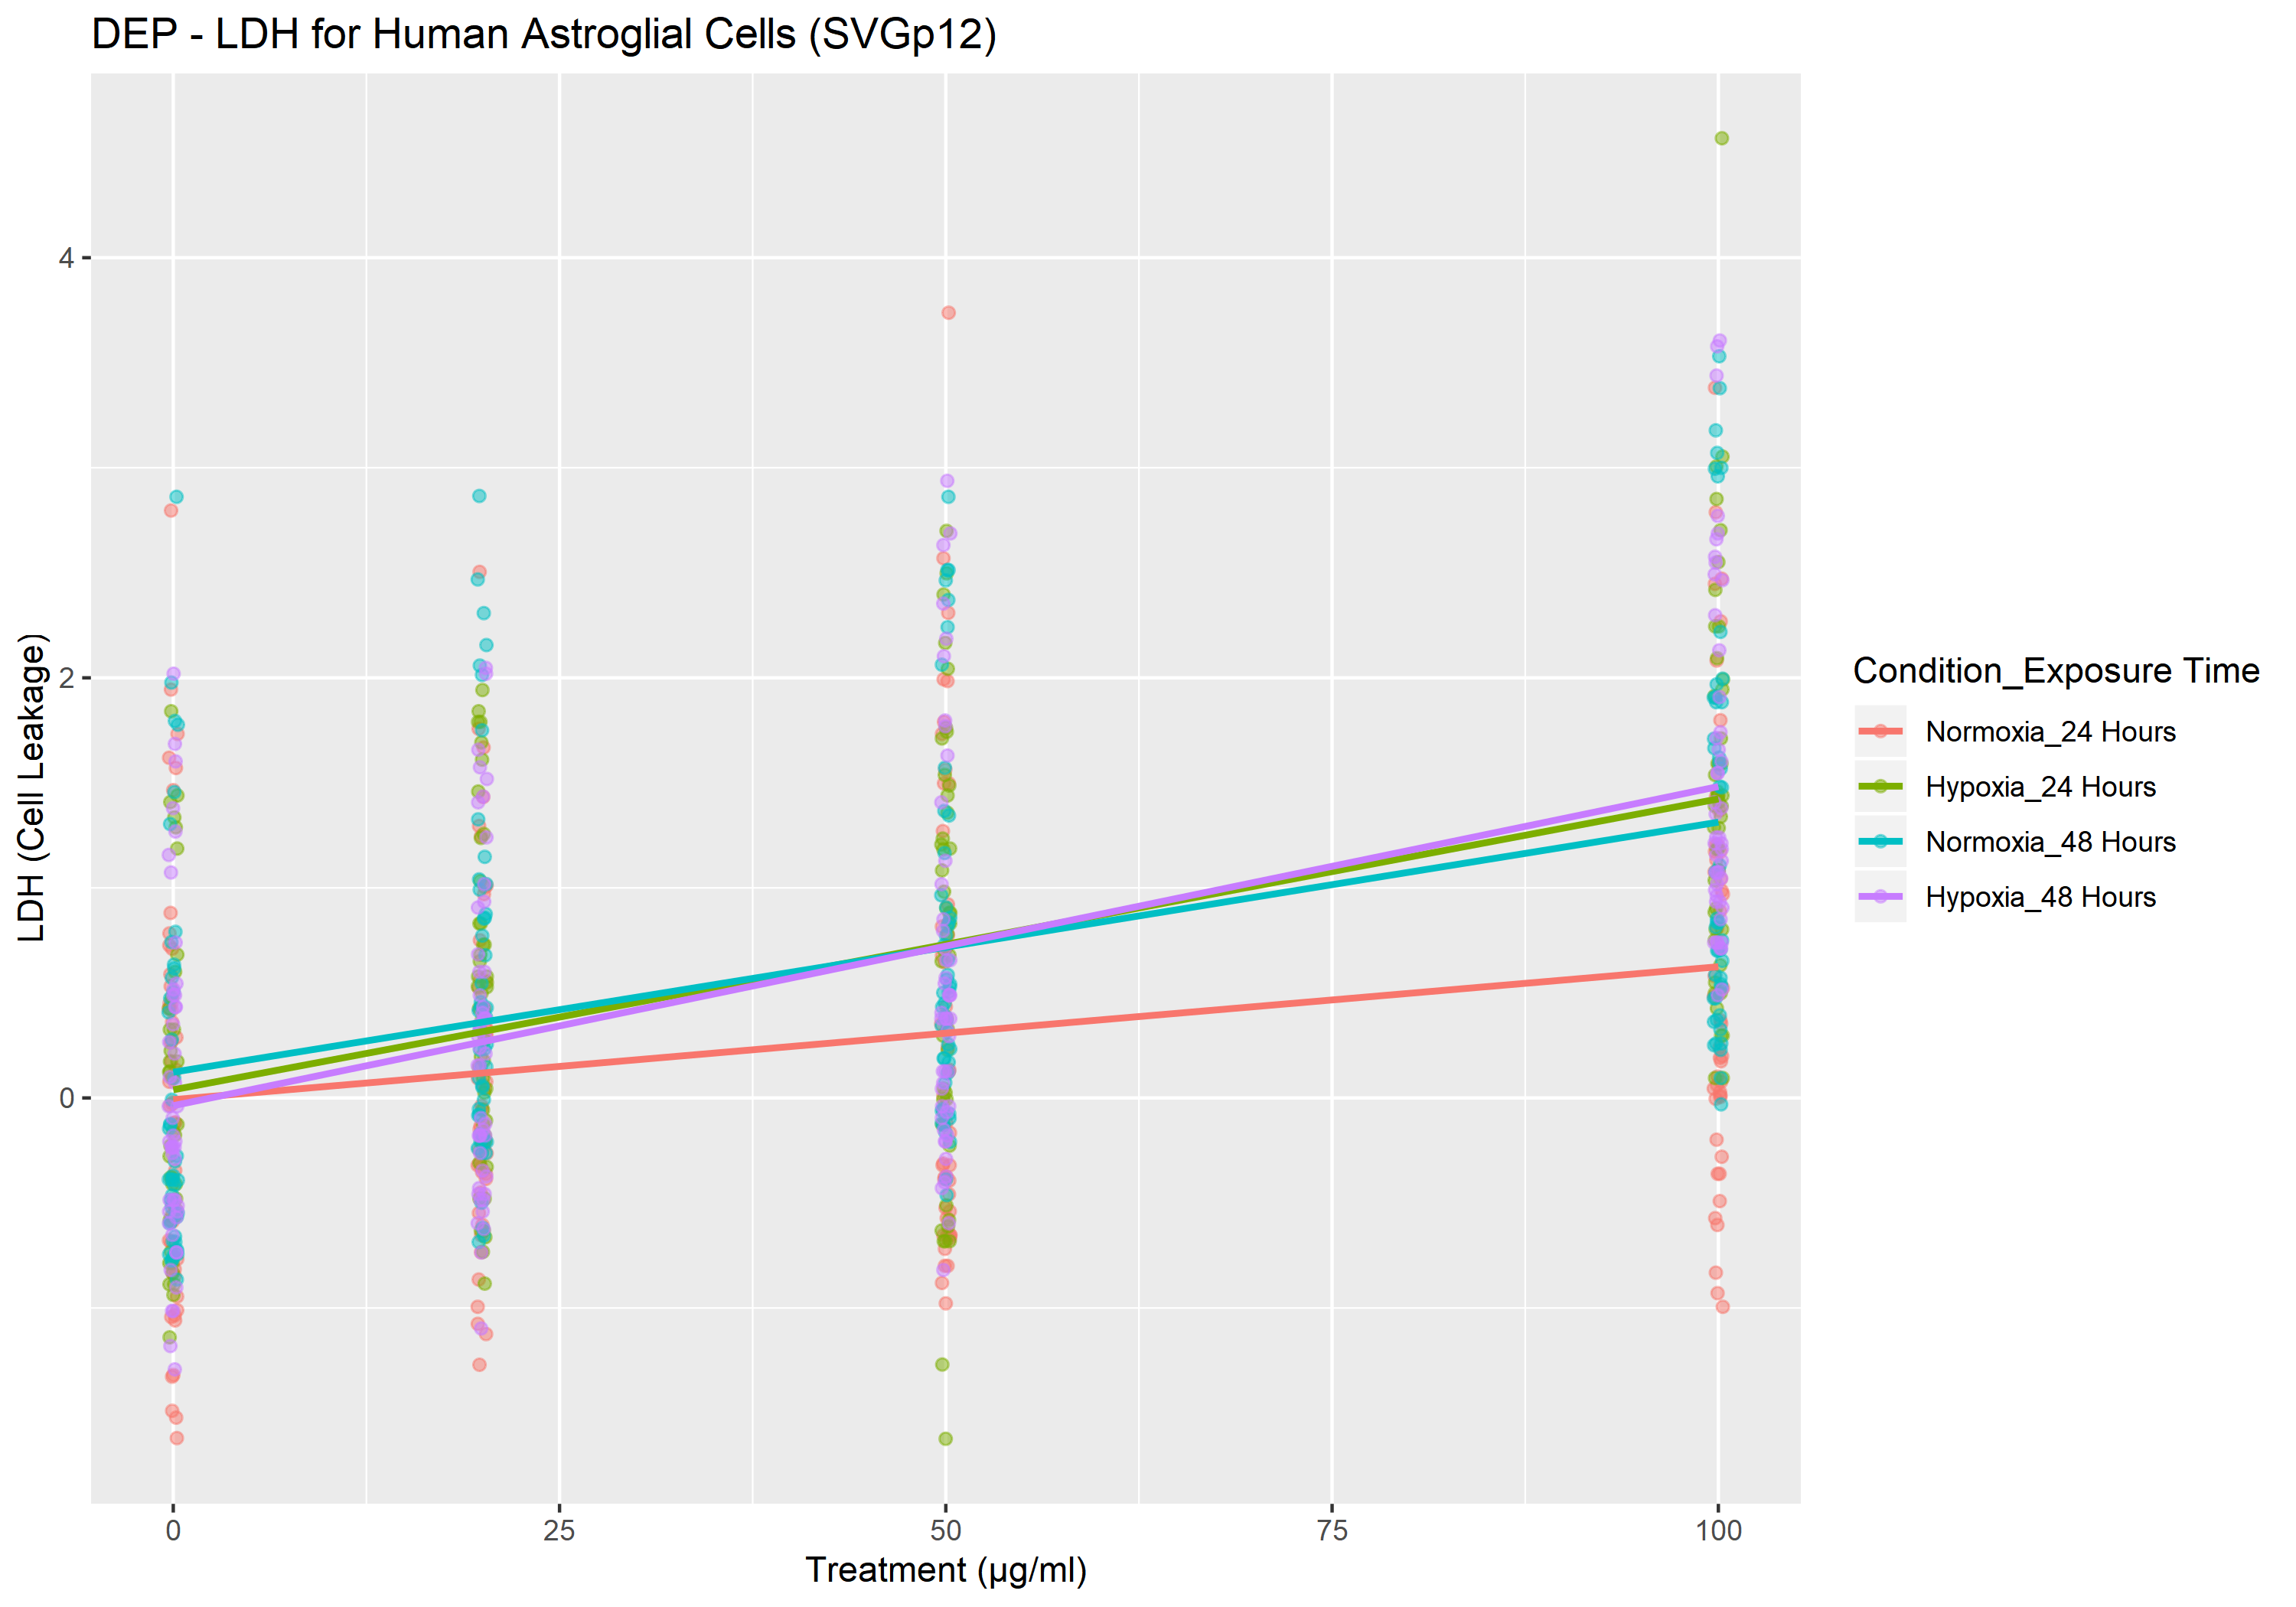 DEP - LDH for Human Astroglial Cells (SVGp12)
LDH (Cell Leakage)
4
2
0
0 25 50 75 100
Treatment (µg/ml)
Condition_Exposure Time
Normoxia_24 Hours
Hypoxia_24 Hours
Normoxia_48 Hours
Hypoxia_48 Hours